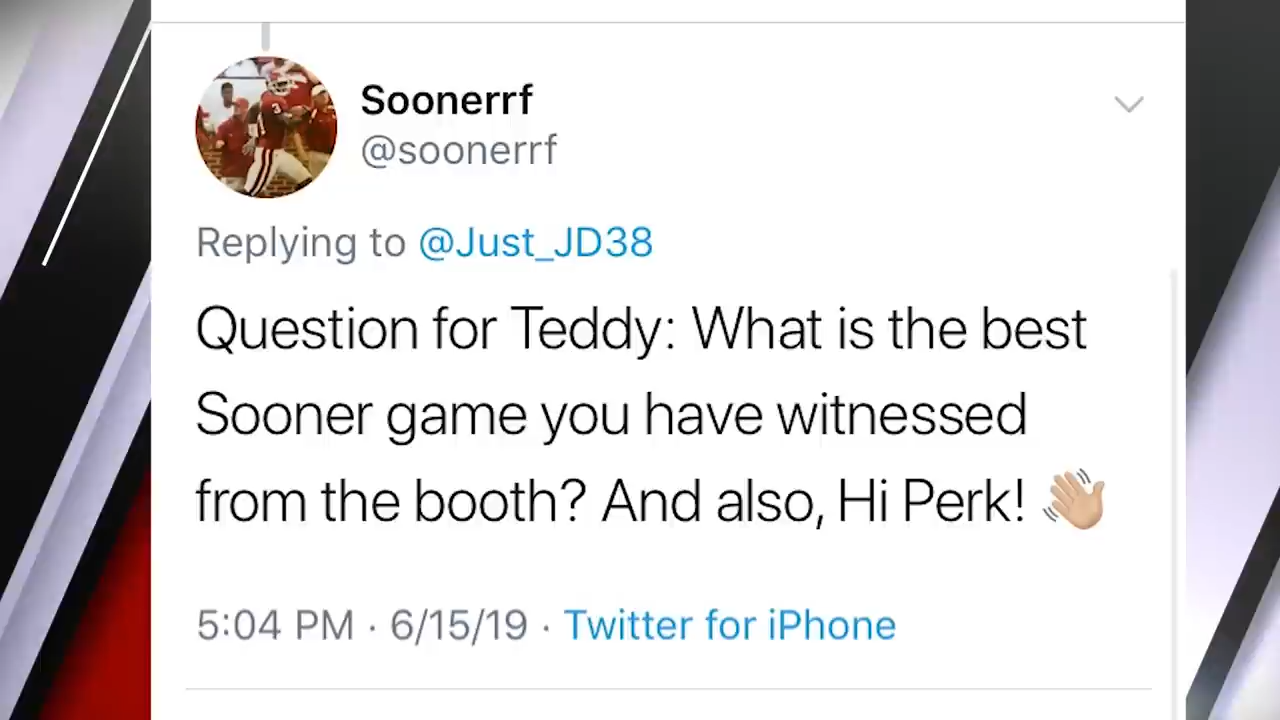 Soonerrf
@soonerrf
Replying to @Just_JD38
Question for Teddy: What is the best
Sooner game you have witnessed
from the booth? And also, Hi Perk! 👋🏼
5:04 PM · 6/15/19 · Twitter for iPhone